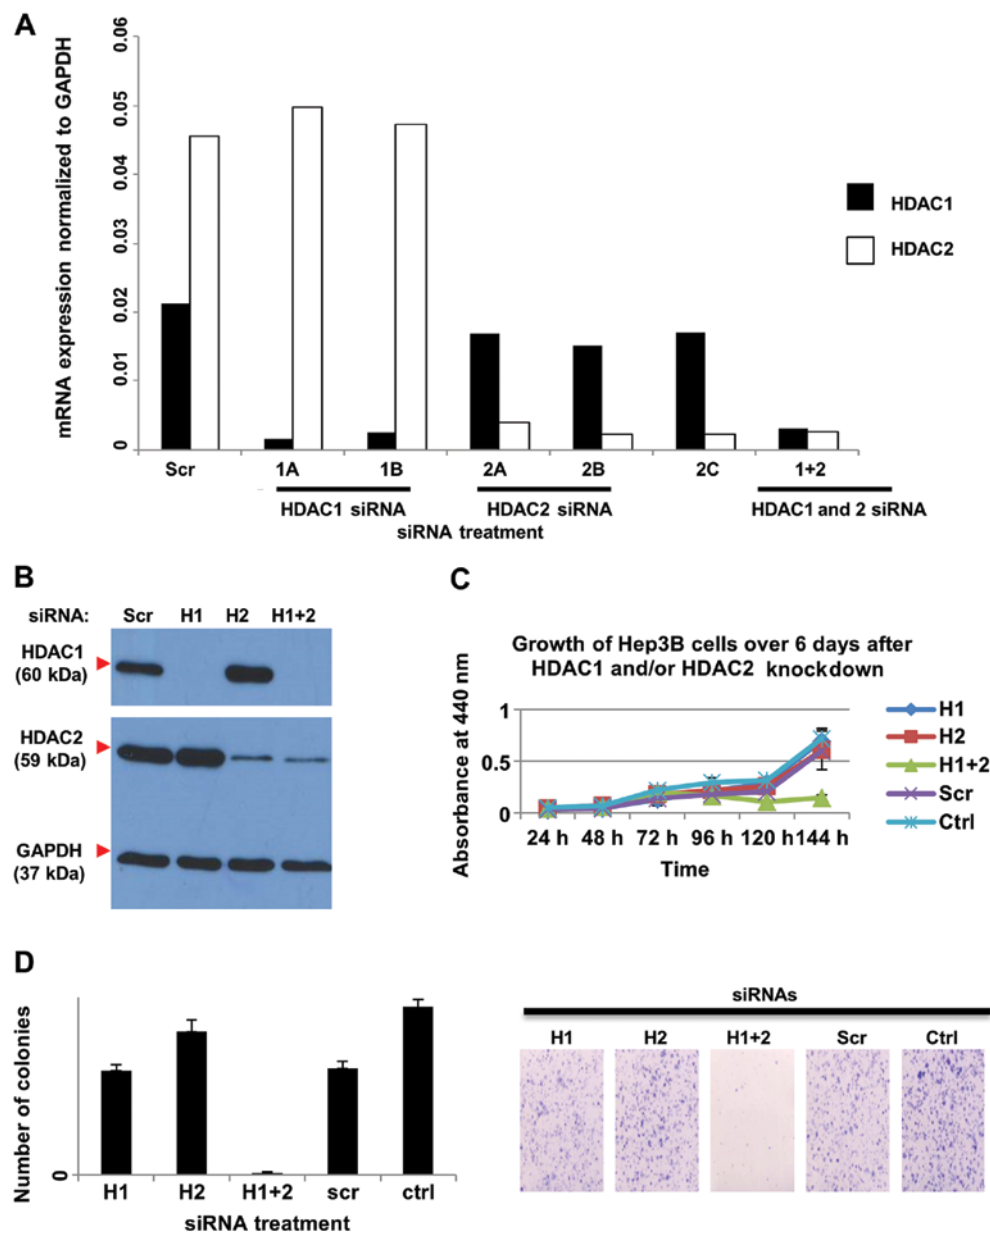 A
mRNA expression normalized to GAPDH
0.06
0.05
0.04
0.03
0.02
0.01
0
HDAC1
HDAC2
Scr 1A 1B 2A 2B 2C 1+2
HDAC1 siRNA HDAC2 siRNA HDAC1 and 2 siRNA
siRNA treatment
B
siRNA: Scr H1 H2 H1+2
HDAC1
(60 kDa)
HDAC2
(59 kDa)
GAPDH
(37 kDa)
C
Growth of Hep3B cells over 6 days after
HDAC1 and/or HDAC2 knockdown
Absorbance at 440 nm
1
0.5
0
24 h 48 h 72 h 96 h 120 h 144 h
Time
H1
H2
H1+2
Scr
Ctrl
D
Number of colonies
0
H1 H2 H1+2 scr ctrl
siRNA treatment
siRNAs
H1 H2 H1+2 Scr Ctrl